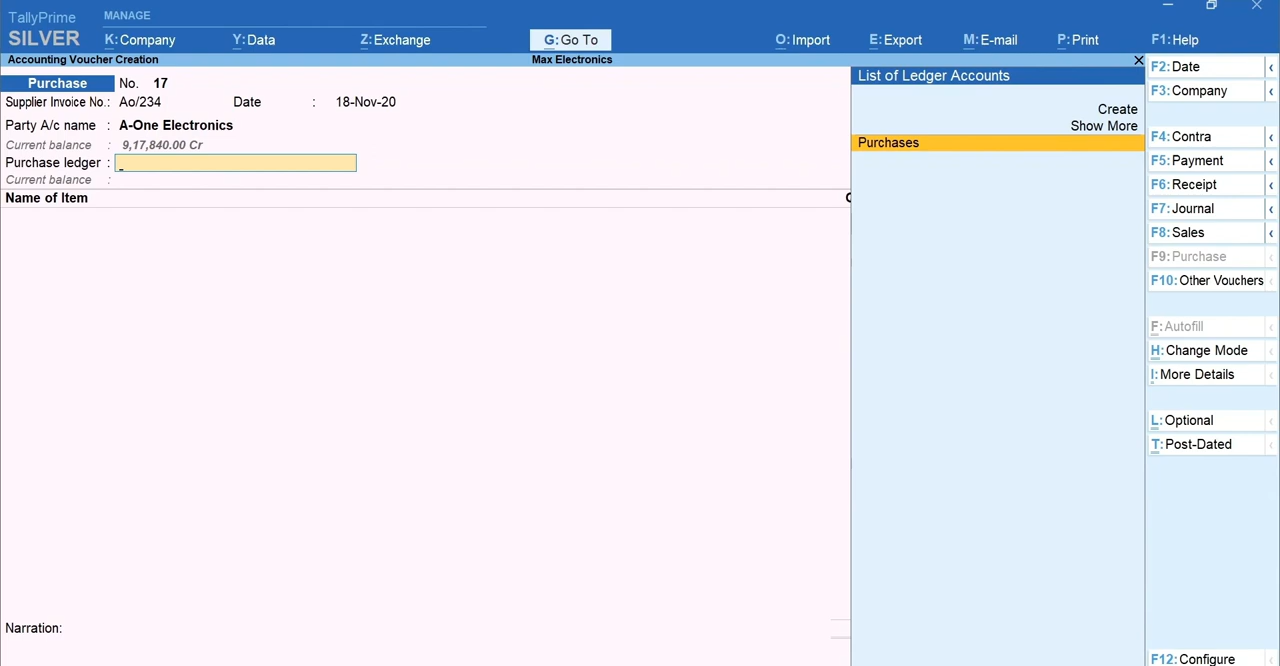 TallyPrime
MANAGE
SILVER
K:Company
Y:Data
Z:Exchange
G:Go To
O:Import
E:Export
M:E-mail
P:Print
F1:Help
Accounting Voucher Creation
Max Electronics
Purchase No. 17
Supplier Invoice No.: Ao/234 Date : 18-Nov-20
Party A/c name : A-One Electronics
Current balance : 9,17,840.00 Cr
Purchase ledger :
Current balance :
Name of Item
Narration:
List of Ledger Accounts
Create
Show More
Purchases
F2:Date
F3:Company
F4:Contra
F5:Payment
F6:Receipt
F7:Journal
F8:Sales
F9:Purchase
F10:Other Vouchers
F:Autofill
H:Change Mode
I:More Details
L:Optional
T:Post-Dated
F12:Configure